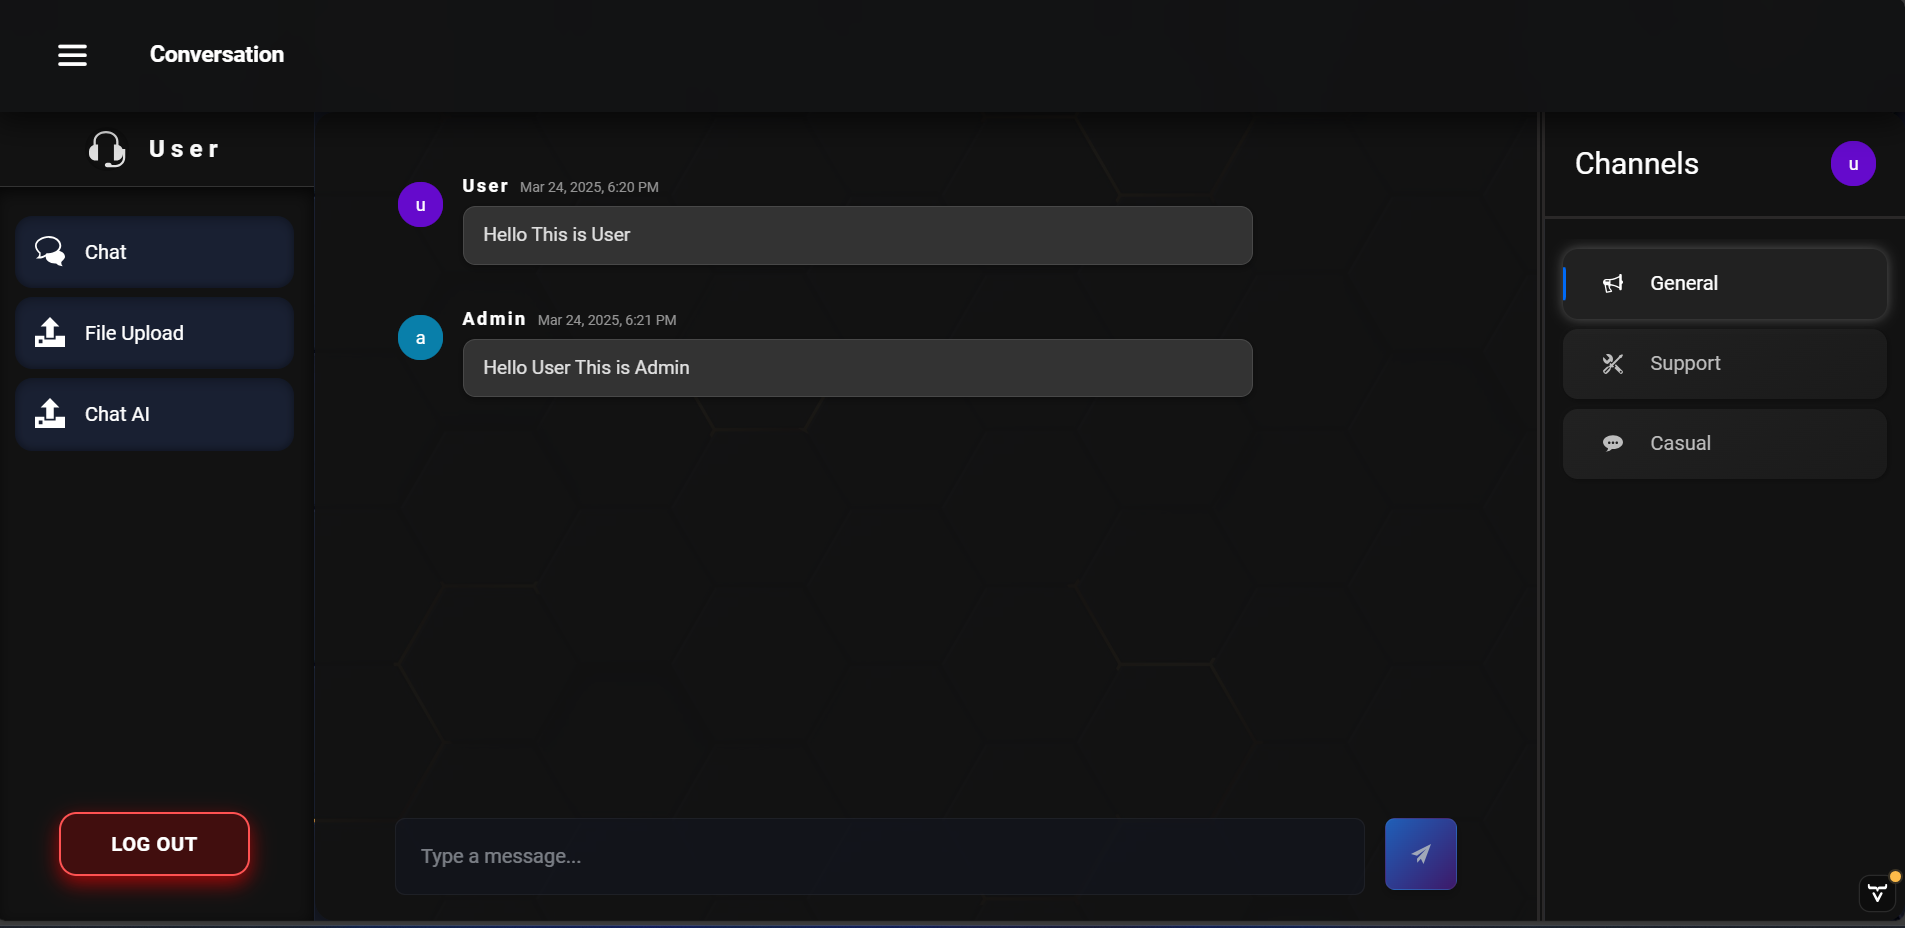 Conversation
User
Chat
File Upload
Chat AI
LOG OUT
u
User Mar 24, 2025, 6:20 PM
Hello This is User
a
Admin Mar 24, 2025, 6:21 PM
Hello User This is Admin
Type a message...
Channels u
General
Support
Casual